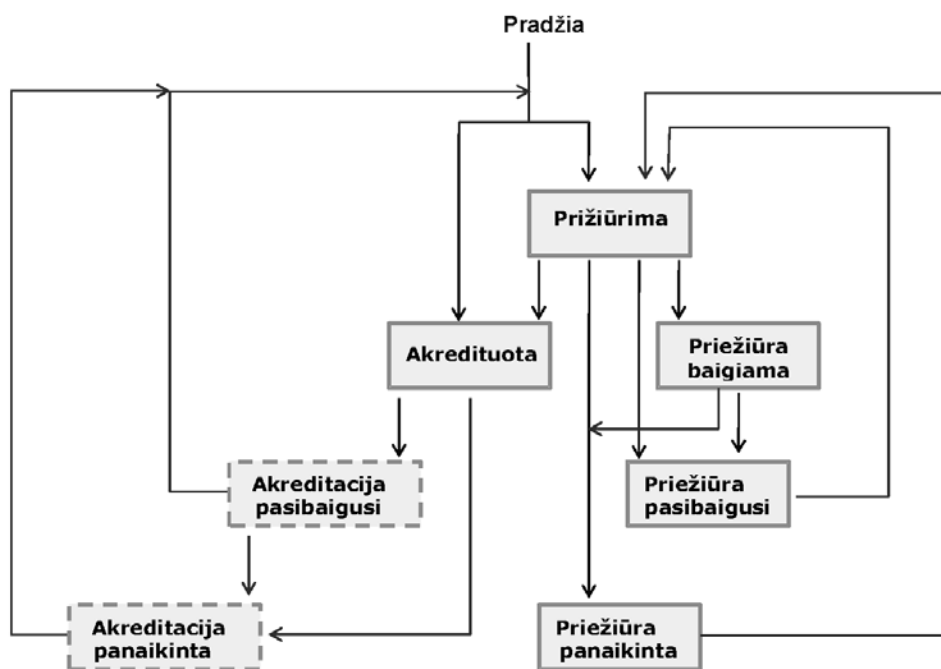 Pradžia
Prižiūrima
Akredituota
Priežiūra
baigiama
Akreditacija
pasibaigusi
Priežiūra
pasibaigusi
Akreditacija
panaikinta
Priežiūra
panaikinta